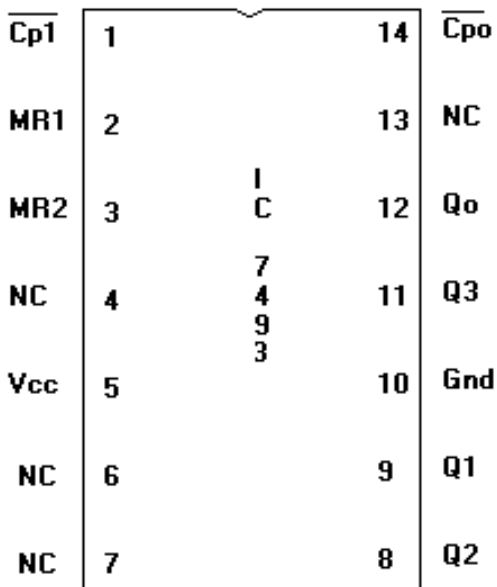 Cp1 1 14 Cpo
MR1 2 13 NC
MR2 3 IC 12 Qo
NC 4 7493 11 Q3
Vcc 5 10 Gnd
NC 6 9 Q1
NC 7 8 Q2